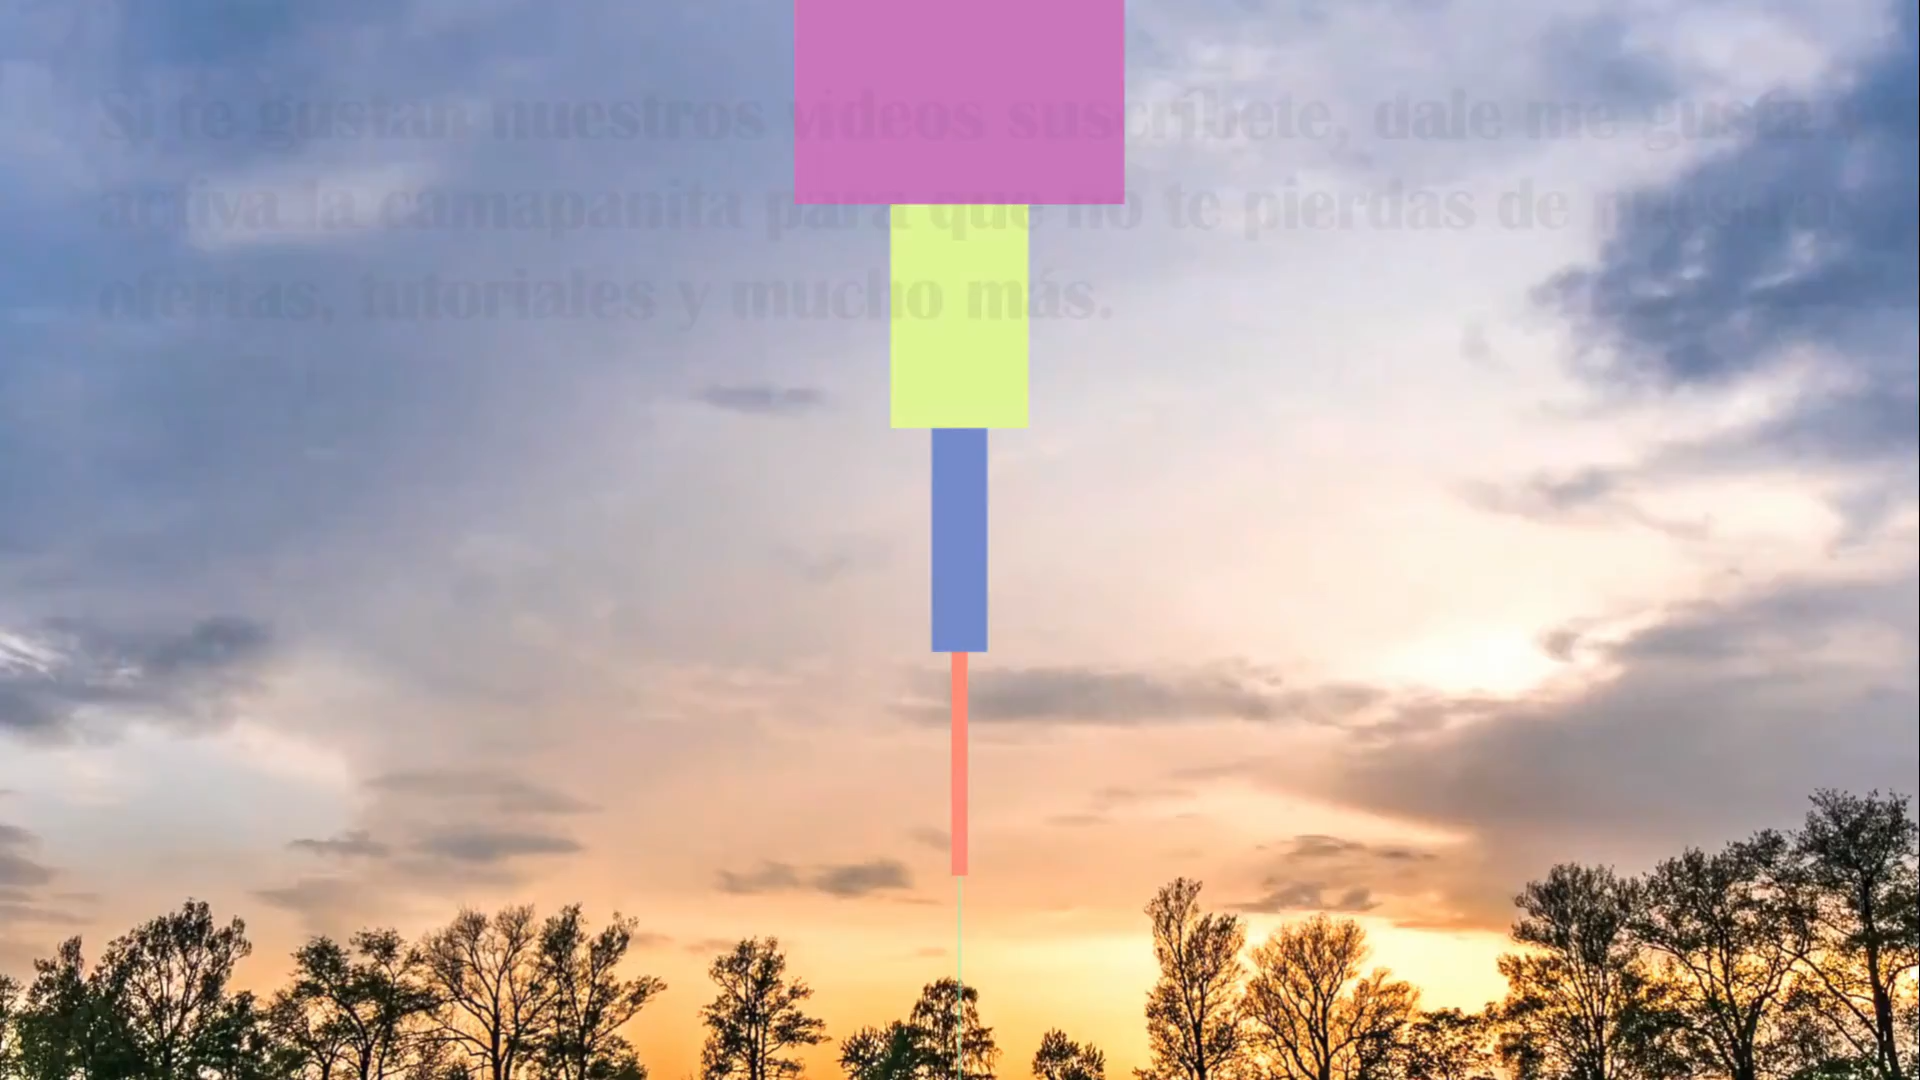 Si te gustan nuestros videos suscríbete, dale me gusta y
activa la camapanita para que no te pierdas de nuestras
ofertas, tutoriales y mucho más.